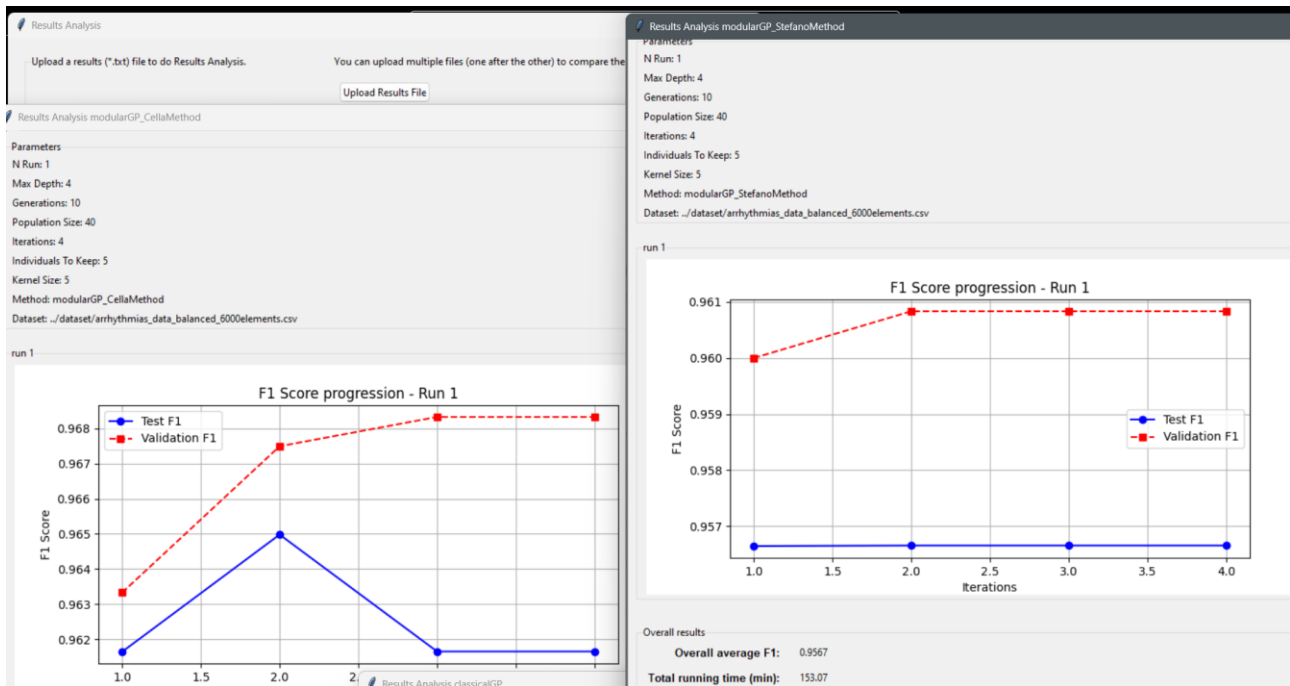 Results Analysis
Upload a results (*.txt) file to do Results Analysis.
You can upload multiple files (one after the other) to compare the
Upload Results File
Results Analysis modularGP_CellaMethod
Parameters
N Run: 1
Max Depth: 4
Generations: 10
Population Size: 40
Iterations: 4
Individuals To Keep: 5
Kernel Size: 5
Method: modularGP_CellaMethod
Dataset: ../dataset/arrhythmias_data_balanced_6000elements.csv
run 1
F1 Score progression - Run 1
Test F1
Validation F1
0.968
0.967
0.966
0.965
0.964
0.963
0.962
F1 Score
1.0 1.5 2.0 2.
Results Analysis classicalGP
Results Analysis modularGP_StefanoMethod
Parameters
N Run: 1
Max Depth: 4
Generations: 10
Population Size: 40
Iterations: 4
Individuals To Keep: 5
Kernel Size: 5
Method: modularGP_StefanoMethod
Dataset: ../dataset/arrhythmias_data_balanced_6000elements.csv
run 1
F1 Score progression - Run 1
0.961
0.960
0.959
0.958
0.957
F1 Score
Test F1
Validation F1
1.0 1.5 2.0 2.5 3.0 3.5 4.0
Iterations
Overall results
Overall average F1: 0.9567
Total running time (min): 153.07